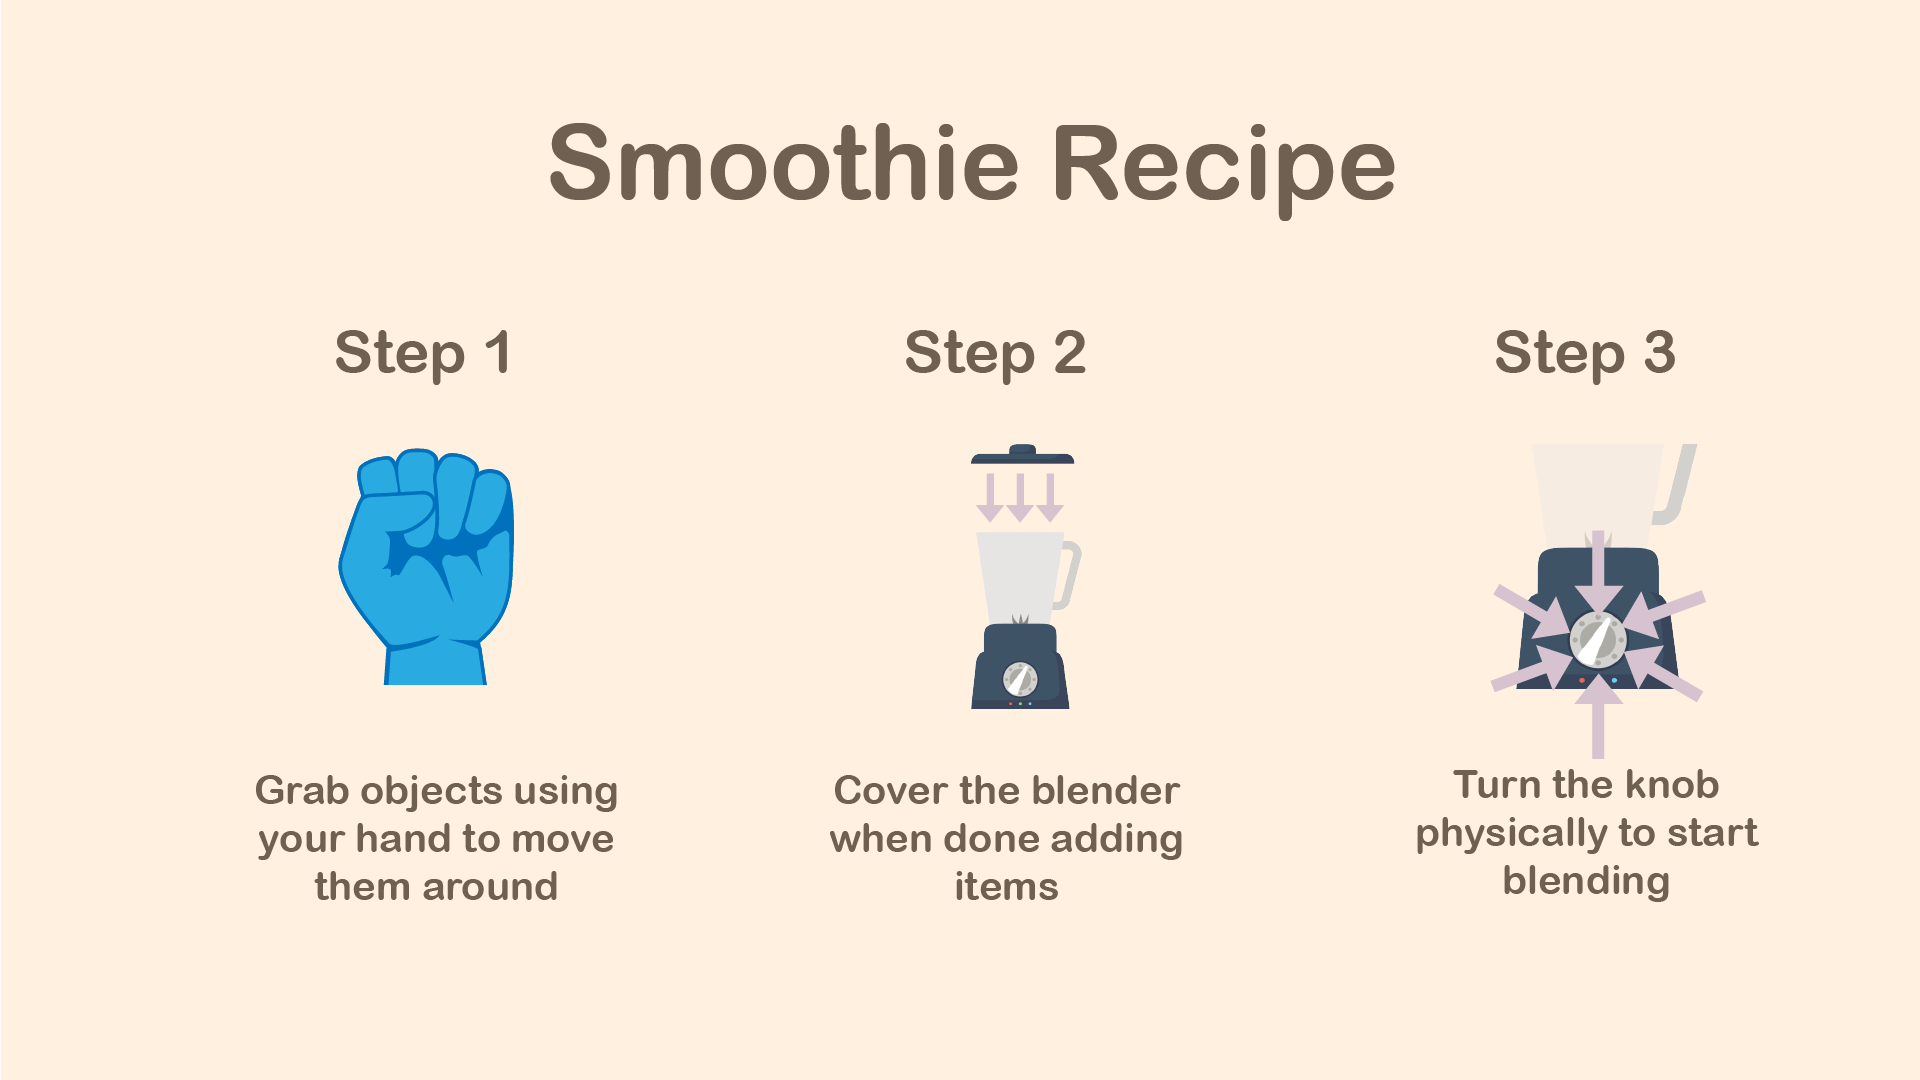 Smoothie Recipe
Step 1
Grab objects using
your hand to move
them around
Step 2
Cover the blender
when done adding
items
Step 3
Turn the knob
physically to start
blending